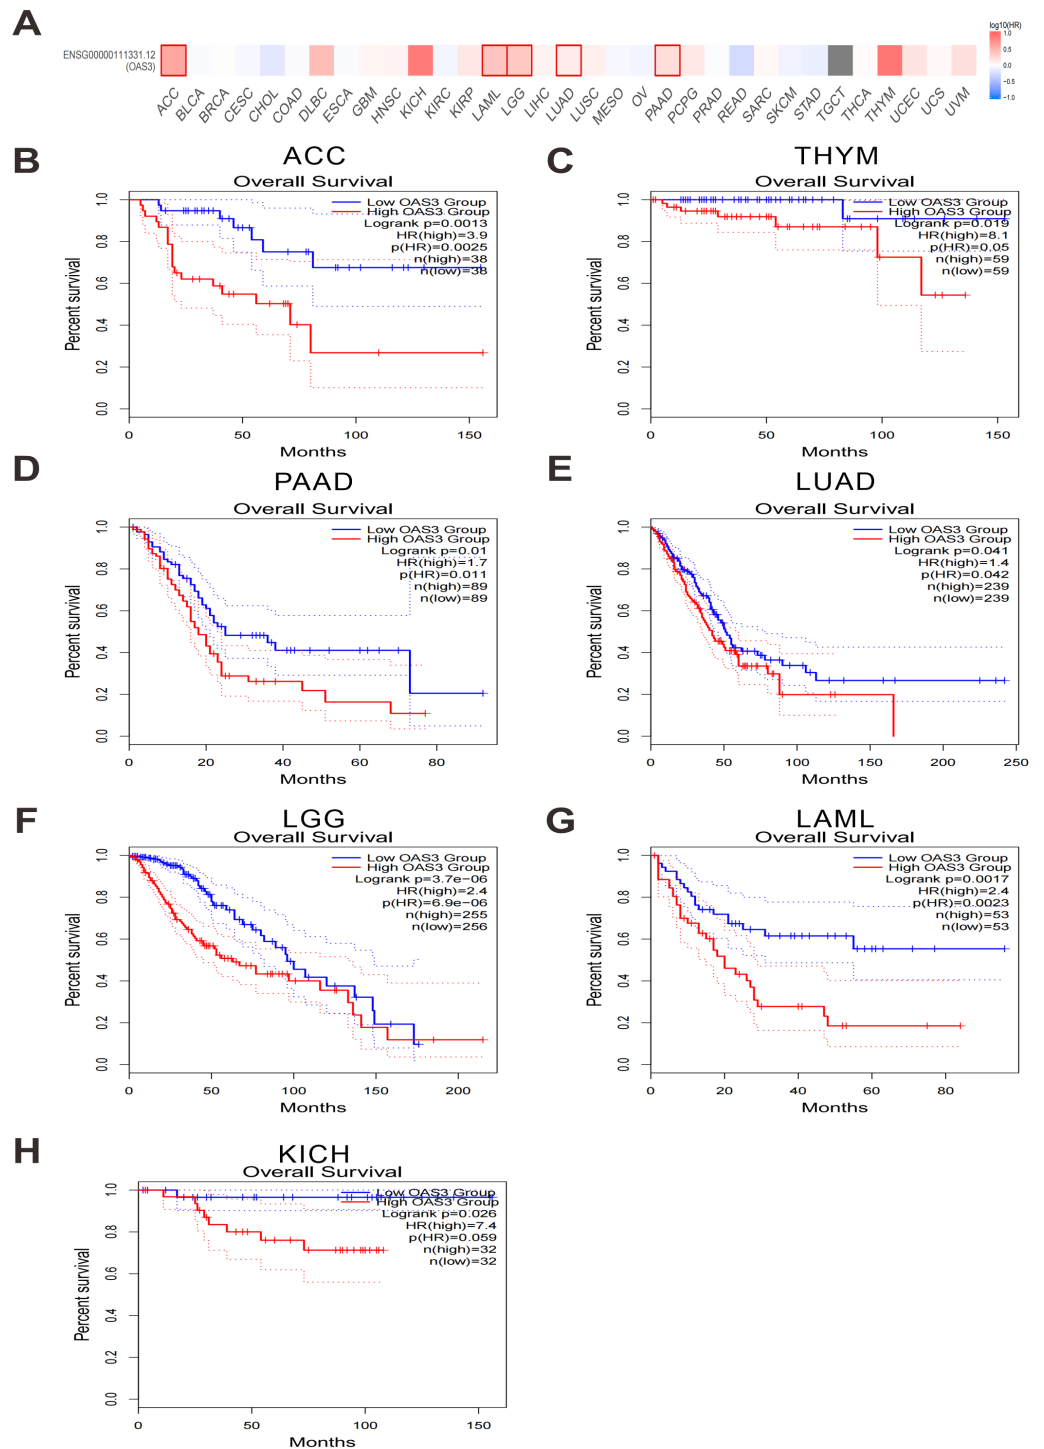 A
ENSG00000111331.12
(OAS3)
log10(HR)
1.0
0.5
0.0
−0.5
−1.0
ACC BLCA BRCA CESC CHOL COAD DLBC ESCA GBM HNSC KICH KIRC KIRP LAML LGG LIHC LUAD LUSC MESO OV PAAD PCPG PRAD READ SARC SKCM STAD TGCT THCA THYM UCEC UCS UVM
B
ACC
Overall Survival
Low OAS3 Group
High OAS3 Group
Logrank p=0.0013
HR(high)=3.9
p(HR)=0.0025
n(high)=38
n(low)=38
Percent survival
0.0 0.2 0.4 0.6 0.8 1.0
0 50 100 150
Months
C
THYM
Overall Survival
Low OAS3 Group
High OAS3 Group
Logrank p=0.019
HR(high)=8.1
p(HR)=0.05
n(high)=59
n(low)=59
Percent survival
0.0 0.2 0.4 0.6 0.8 1.0
0 50 100 150
Months
D
PAAD
Overall Survival
Low OAS3 Group
High OAS3 Group
Logrank p=0.01
HR(high)=1.7
p(HR)=0.011
n(high)=89
n(low)=89
Percent survival
0.0 0.2 0.4 0.6 0.8 1.0
0 20 40 60 80
Months
E
LUAD
Overall Survival
Low OAS3 Group
High OAS3 Group
Logrank p=0.041
HR(high)=1.4
p(HR)=0.042
n(high)=239
n(low)=239
Percent survival
0.0 0.2 0.4 0.6 0.8 1.0
0 50 100 150 200 250
Months
F
LGG
Overall Survival
Low OAS3 Group
High OAS3 Group
Logrank p=3.7e−06
HR(high)=2.4
p(HR)=6.9e−06
n(high)=255
n(low)=256
Percent survival
0.0 0.2 0.4 0.6 0.8 1.0
0 50 100 150 200
Months
G
LAML
Overall Survival
Low OAS3 Group
High OAS3 Group
Logrank p=0.0017
HR(high)=2.4
p(HR)=0.0023
n(high)=53
n(low)=53
Percent survival
0.0 0.2 0.4 0.6 0.8 1.0
0 20 40 60 80
Months
H
KICH
Overall Survival
Low OAS3 Group
High OAS3 Group
Logrank p=0.026
HR(high)=7.4
p(HR)=0.059
n(high)=32
n(low)=32
Percent survival
0.0 0.2 0.4 0.6 0.8 1.0
0 50 100 150
Months